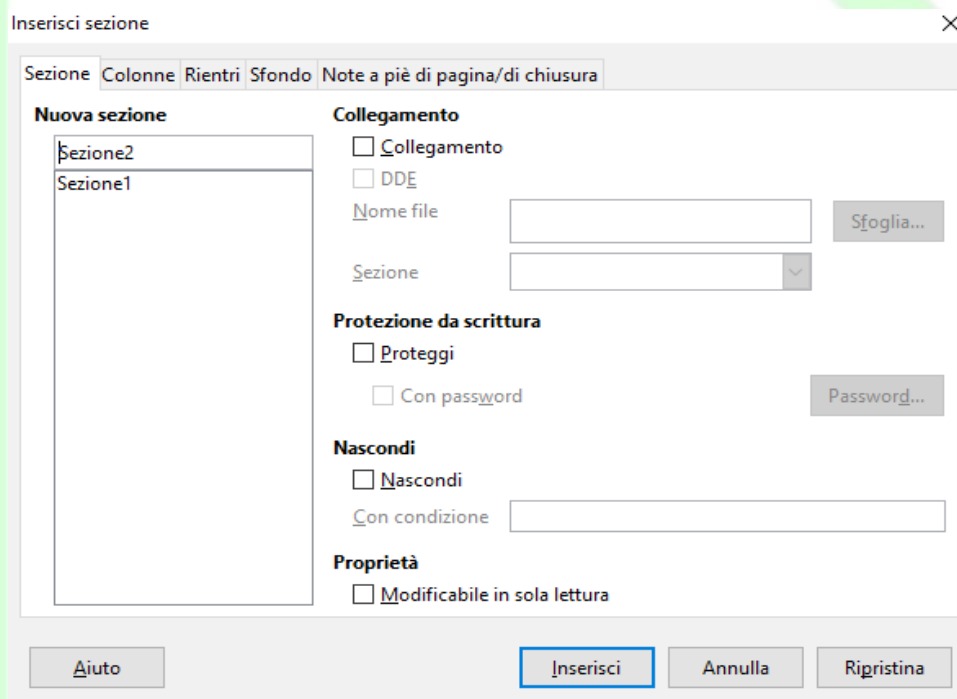 Inserisci sezione
Sezione Colonne Rientri Sfondo Note a piè di pagina/di chiusura
Nuova sezione
Sezione2
Sezione1
Collegamento
Collegamento
DDE
Nome file
Sfoglia...
Sezione
Protezione da scrittura
Proteggi
Con password
Password...
Nascondi
Nascondi
Con condizione
Proprietà
Modificabile in sola lettura
Aiuto Inserisci Annulla Ripristina